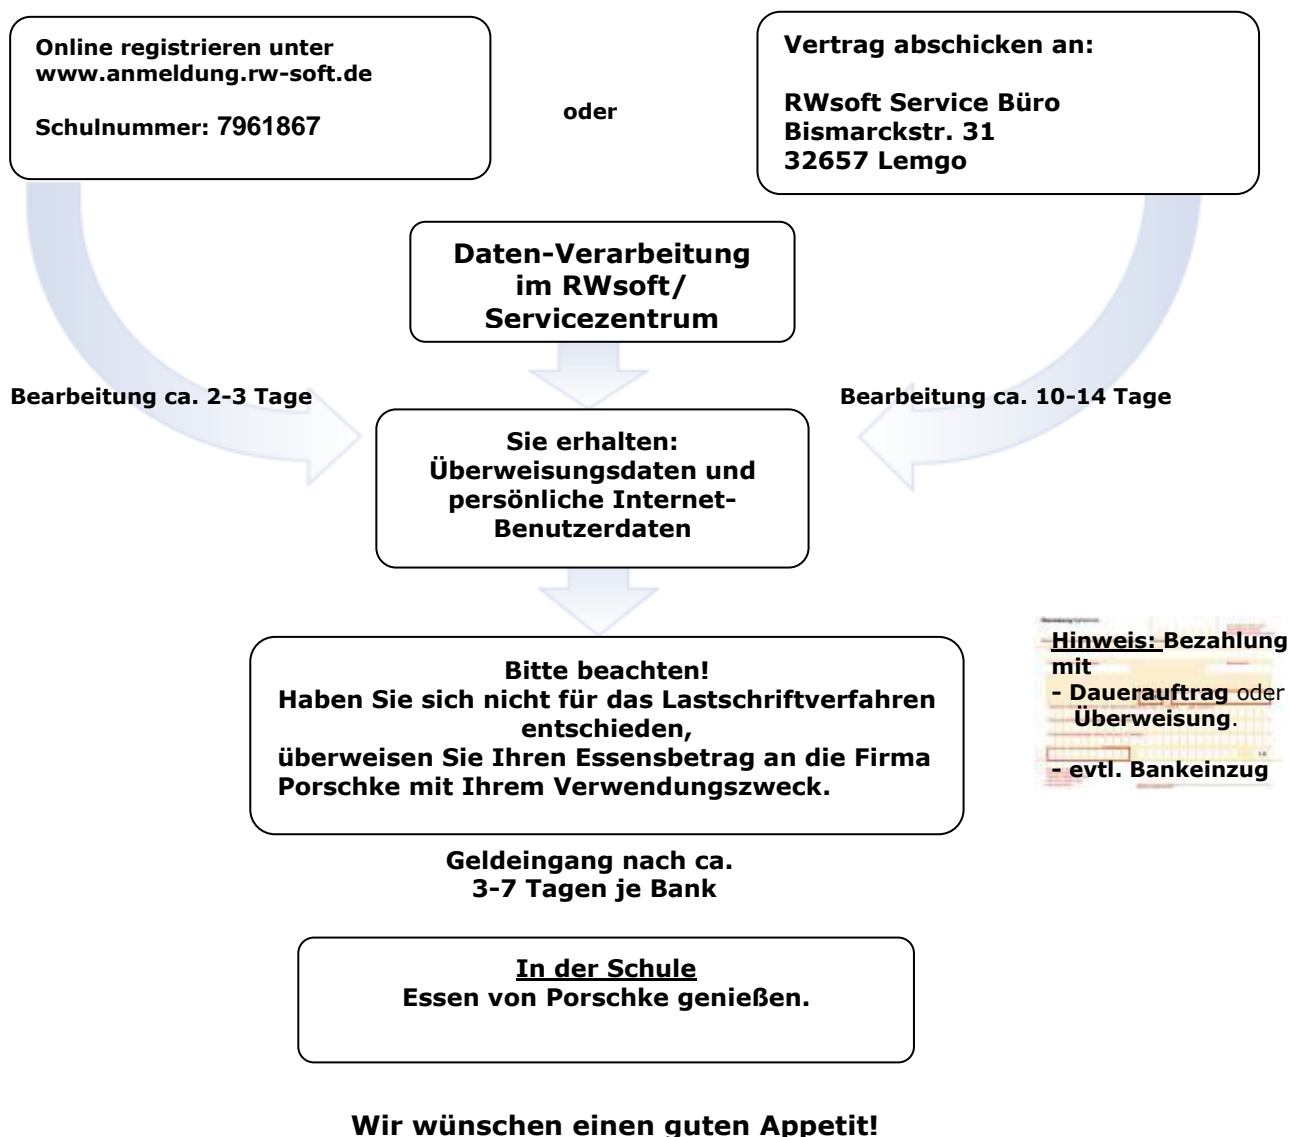 Online registrieren unter
www.anmeldung.rw-soft.de
Schulnummer: 7961867
oder
Vertrag abschicken an:
RWsoft Service Büro
Bismarckstr. 31
32657 Lemgo
Daten-Verarbeitung
im RWsoft/
Servicezentrum
Bearbeitung ca. 2-3 Tage
Bearbeitung ca. 10-14 Tage
Sie erhalten:
Überweisungsdaten und
persönliche Internet-
Benutzerdaten
Bitte beachten!
Haben Sie sich nicht für das Lastschriftverfahren
entschieden,
überweisen Sie Ihren Essensbetrag an die Firma
Porschke mit Ihrem Verwendungszweck.
Hinweis: Bezahlung
mit
- Dauerauftrag oder
Überweisung.
- evtl. Bankeinzug
Geldeingang nach ca.
3-7 Tagen je Bank
In der Schule
Essen von Porschke genießen.
Wir wünschen einen guten Appetit!